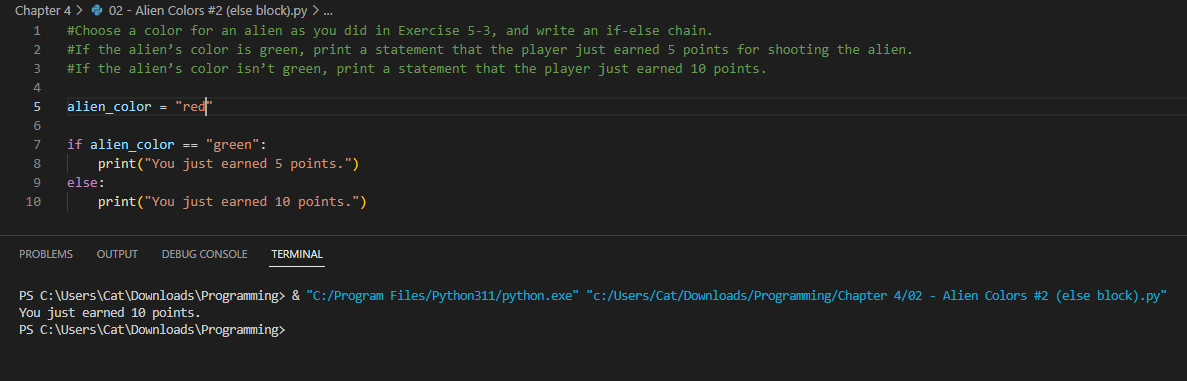 Chapter 4 > 02 - Alien Colors #2 (else block).py > ...
1 #Choose a color for an alien as you did in Exercise 5-3, and write an if-else chain.
2 #If the alien’s color is green, print a statement that the player just earned 5 points for shooting the alien.
3 #If the alien’s color isn’t green, print a statement that the player just earned 10 points.
4
5 alien_color = "red"
6
7 if alien_color == "green":
8     print("You just earned 5 points.")
9 else:
10     print("You just earned 10 points.")
PROBLEMS OUTPUT DEBUG CONSOLE TERMINAL
PS C:\Users\Cat\Downloads\Programming> & "C:/Program Files/Python311/python.exe" "c:/Users/Cat/Downloads/Programming/Chapter 4/02 - Alien Colors #2 (else block).py"
You just earned 10 points.
PS C:\Users\Cat\Downloads\Programming>